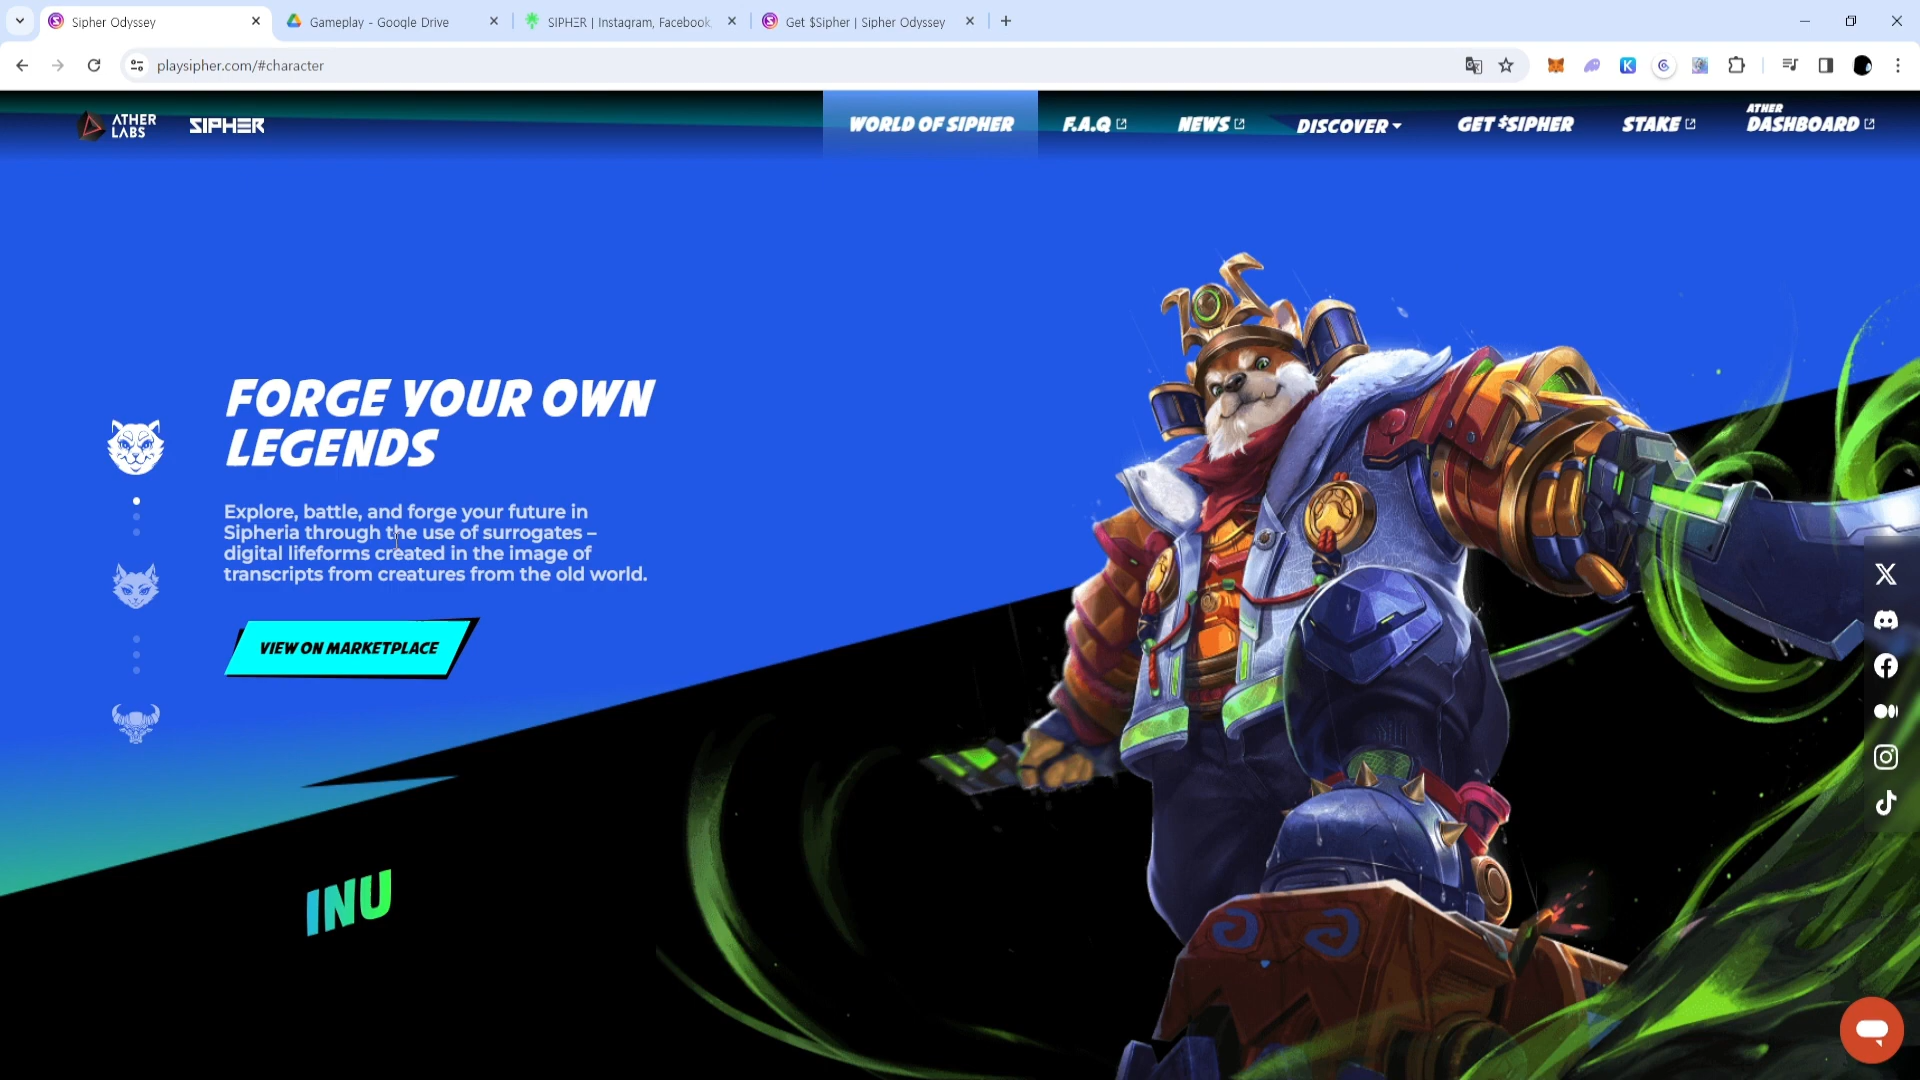 Sipher Odyssey
Gameplay - Google Drive
SIPHΞR | Instagram, Facebook,
Get $Sipher | Sipher Odyssey
playsipher.com/#character
ATHER LABS
SIPHER
WORLD OF SIPHER
F.A.Q
NEWS
DISCOVER
GET $SIPHER
STAKE
ATHER
DASHBOARD
FORGE YOUR OWN
LEGENDS
Explore, battle, and forge your future in
Sipheria through the use of surrogates –
digital lifeforms created in the image of
transcripts from creatures from the old world.
VIEW ON MARKETPLACE
INU